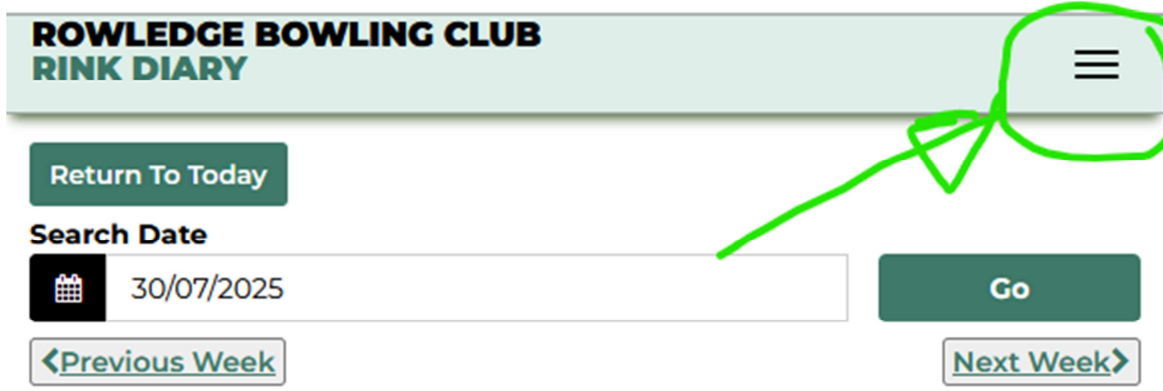 ROWLEDGE BOWLING CLUB
RINK DIARY
Return To Today
Search Date
30/07/2025
Go
Previous Week
Next Week